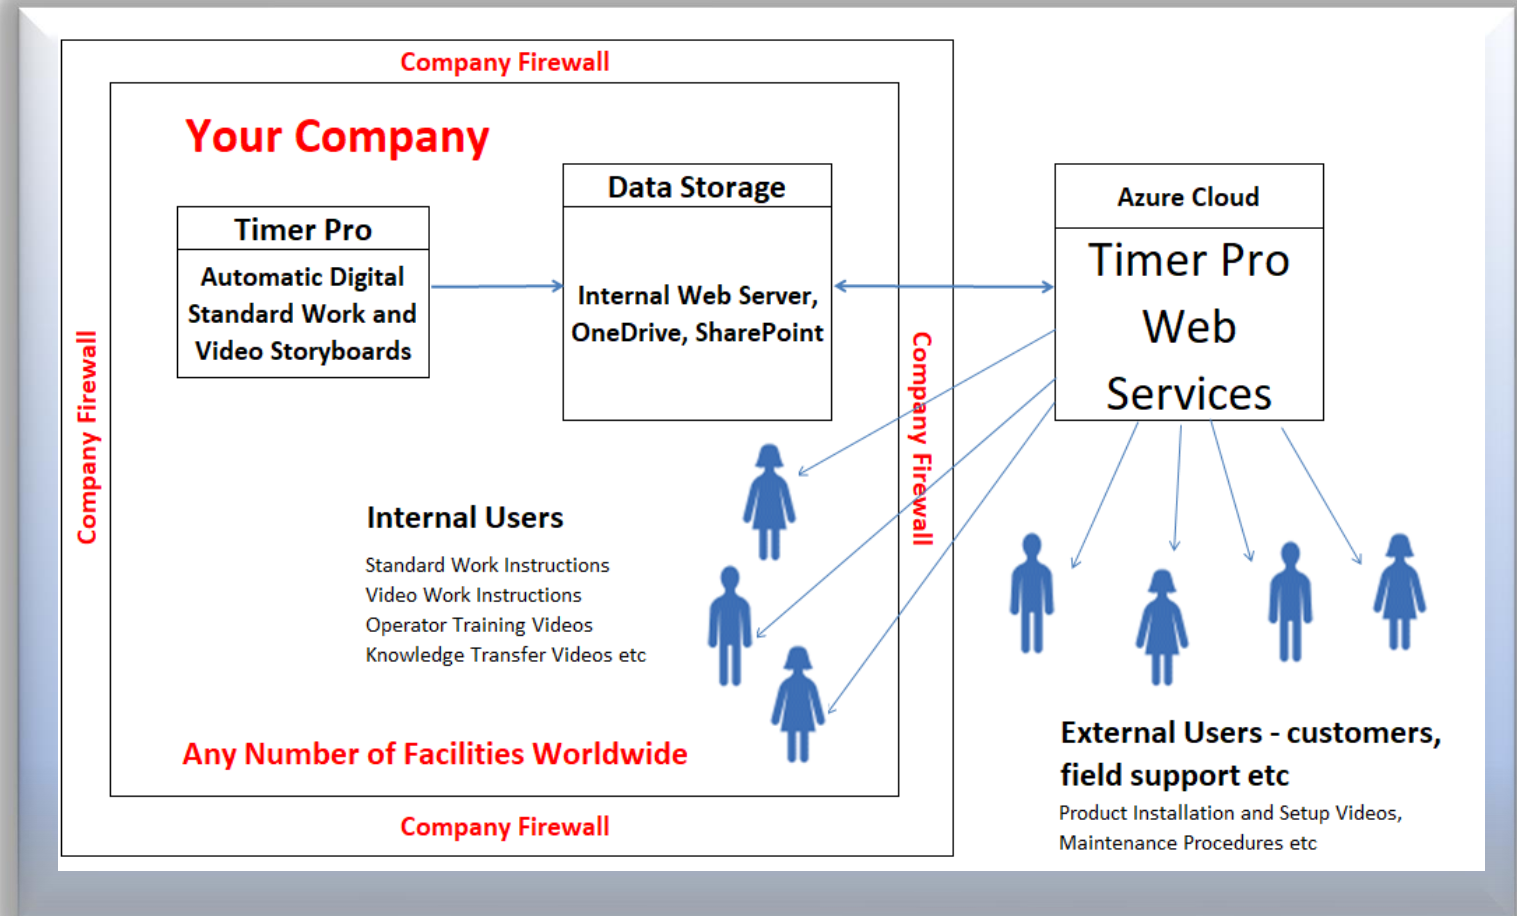 Company Firewall
Your Company
Data Storage
Azure Cloud
Timer Pro
Automatic Digital
Standard Work and
Video Storyboards
Internal Web Server,
OneDrive, SharePoint
Timer Pro
Web
Services
Company Firewall
Company Firewall
Internal Users
Standard Work Instructions
Video Work Instructions
Operator Training Videos
Knowledge Transfer Videos etc
Any Number of Facilities Worldwide
External Users - customers,
field support etc
Product Installation and Setup Videos,
Maintenance Procedures etc
Company Firewall